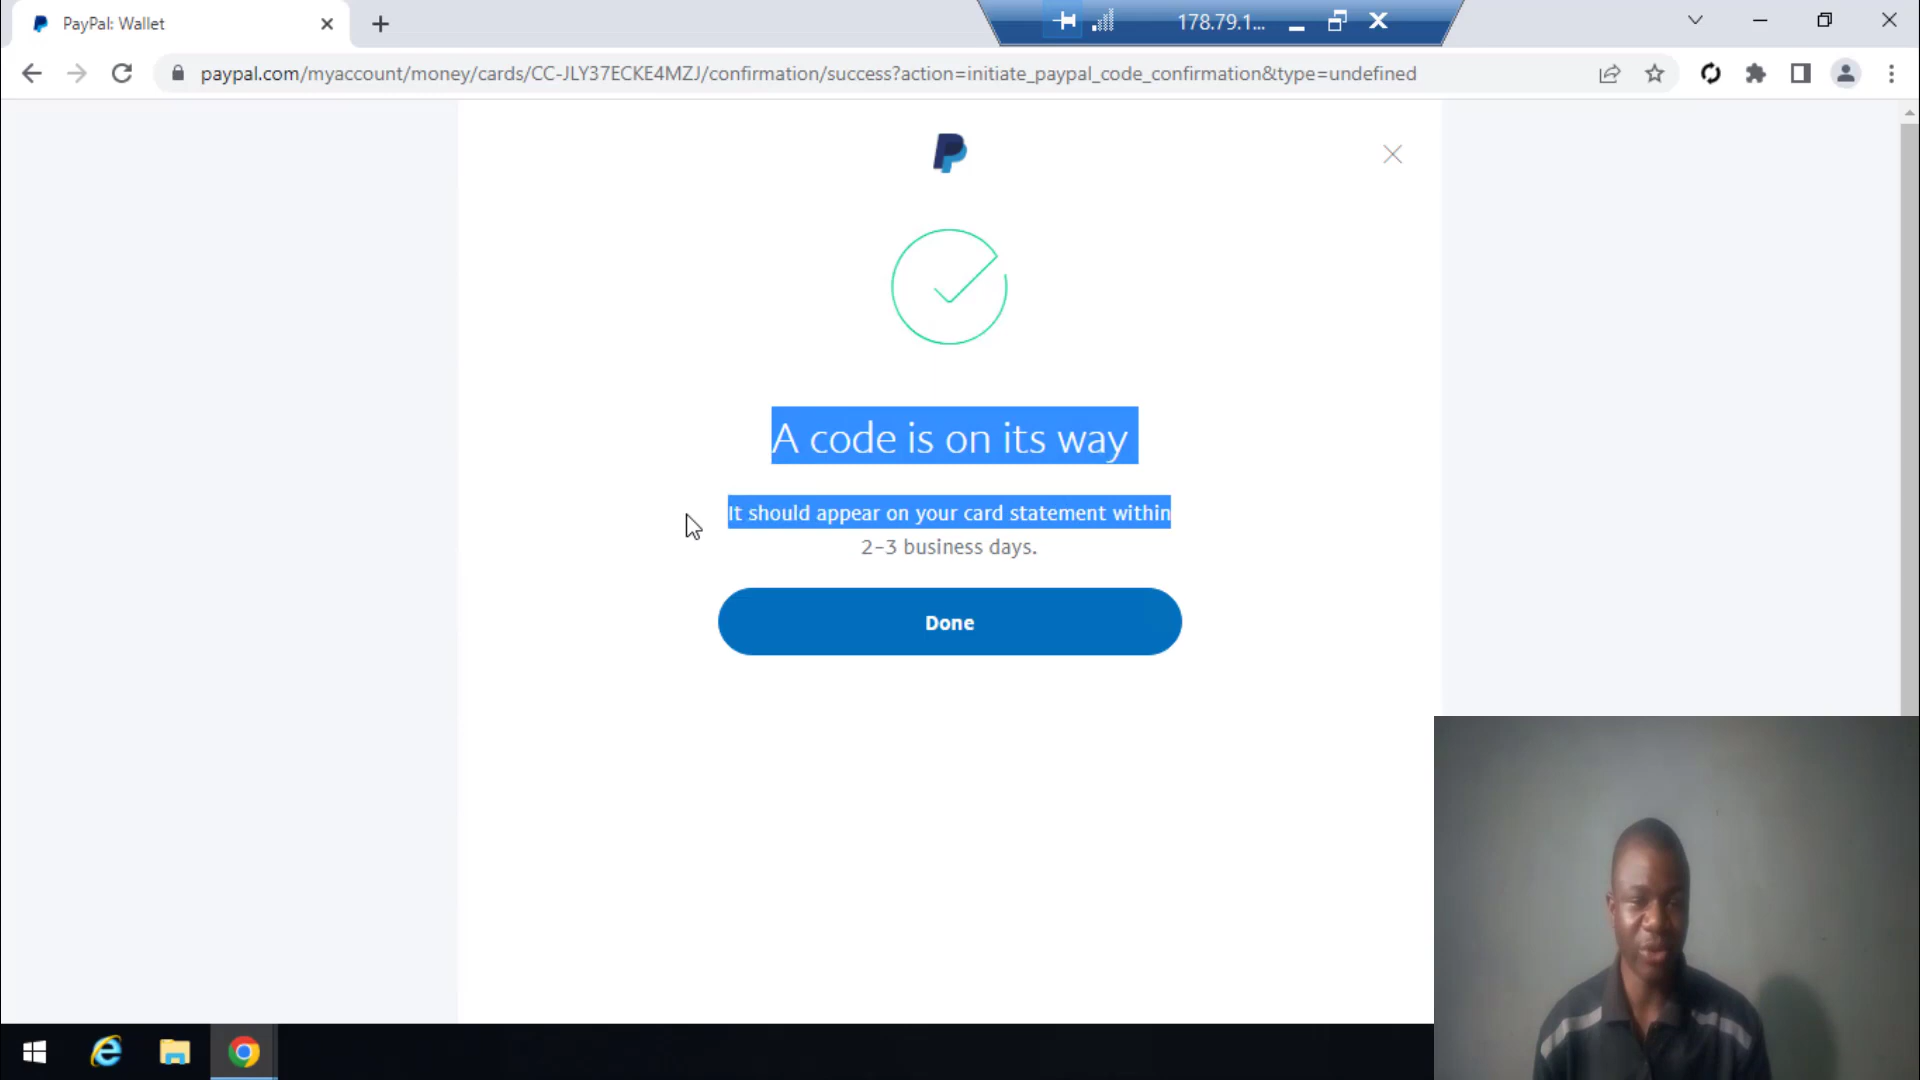 PayPal: Wallet
178.79.1...
paypal.com/myaccount/money/cards/CC-JLY37ECKE4MZJ/confirmation/success?action=initiate_paypal_code_confirmation&type=undefined
A code is on its way
It should appear on your card statement within
2-3 business days.
Done